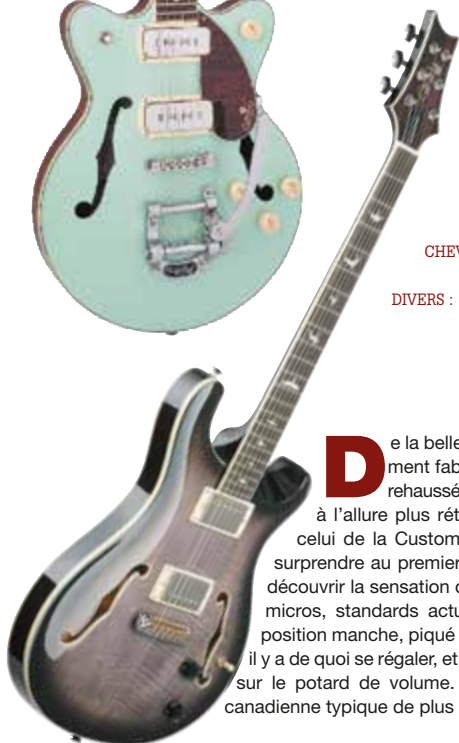 CHEV
DIVERS :
De la belle
ment fab
rehaussé
à l'allure plus rét
celui de la Custom
surprendre au premier
découvrir la sensation
micros, standards actu
position manche, piqué
il y a de quoi se régaler, et
sur le potard de volume.
canadienne typique de plus